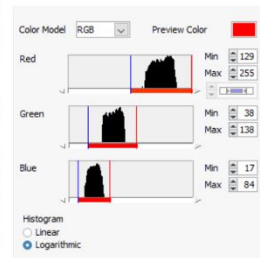 Color Model RGB Preview Color
Red Min 129
Max 255
Green Min 38
Max 138
Blue Min 17
Max 84
Histogram
Linear
Logarithmic